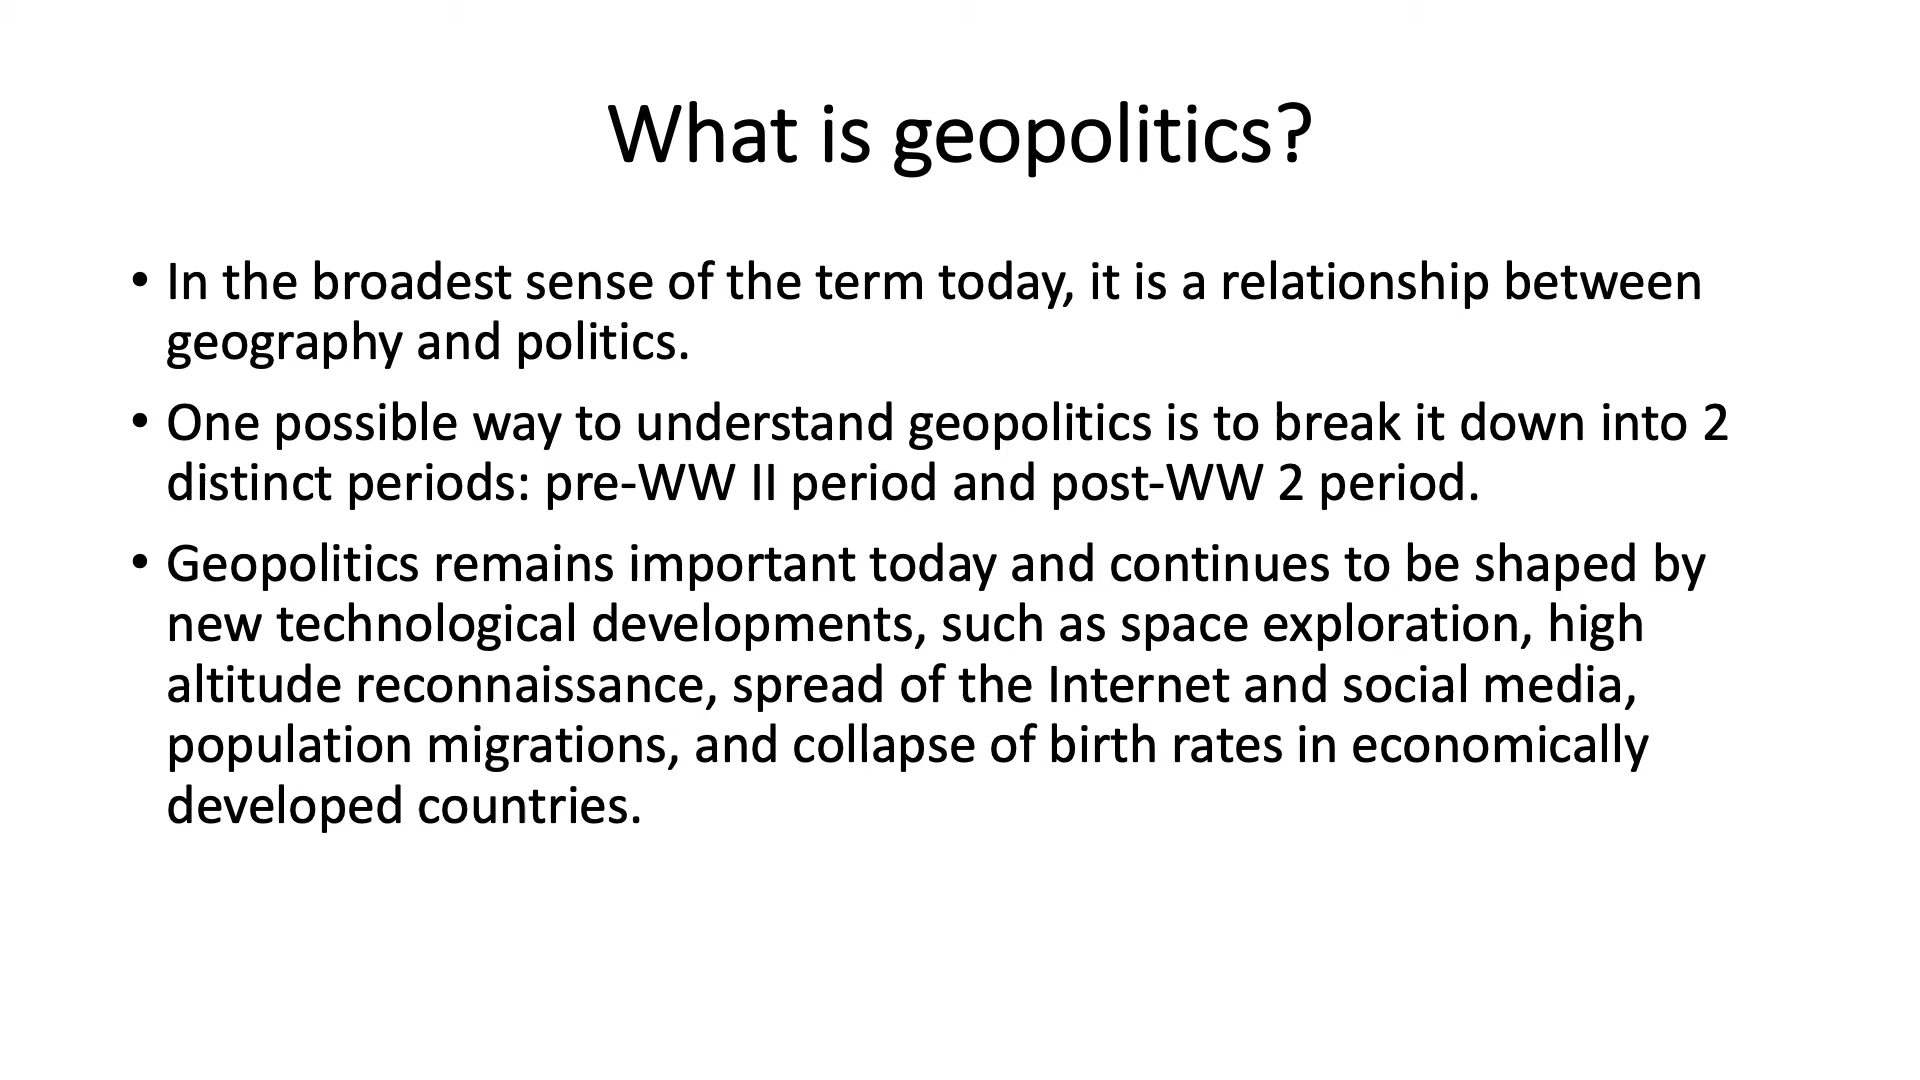 What is geopolitics?
• In the broadest sense of the term today, it is a relationship between
geography and politics.
• One possible way to understand geopolitics is to break it down into 2
distinct periods: pre-WW II period and post-WW 2 period.
• Geopolitics remains important today and continues to be shaped by
new technological developments, such as space exploration, high
altitude reconnaissance, spread of the Internet and social media,
population migrations, and collapse of birth rates in economically
developed countries.